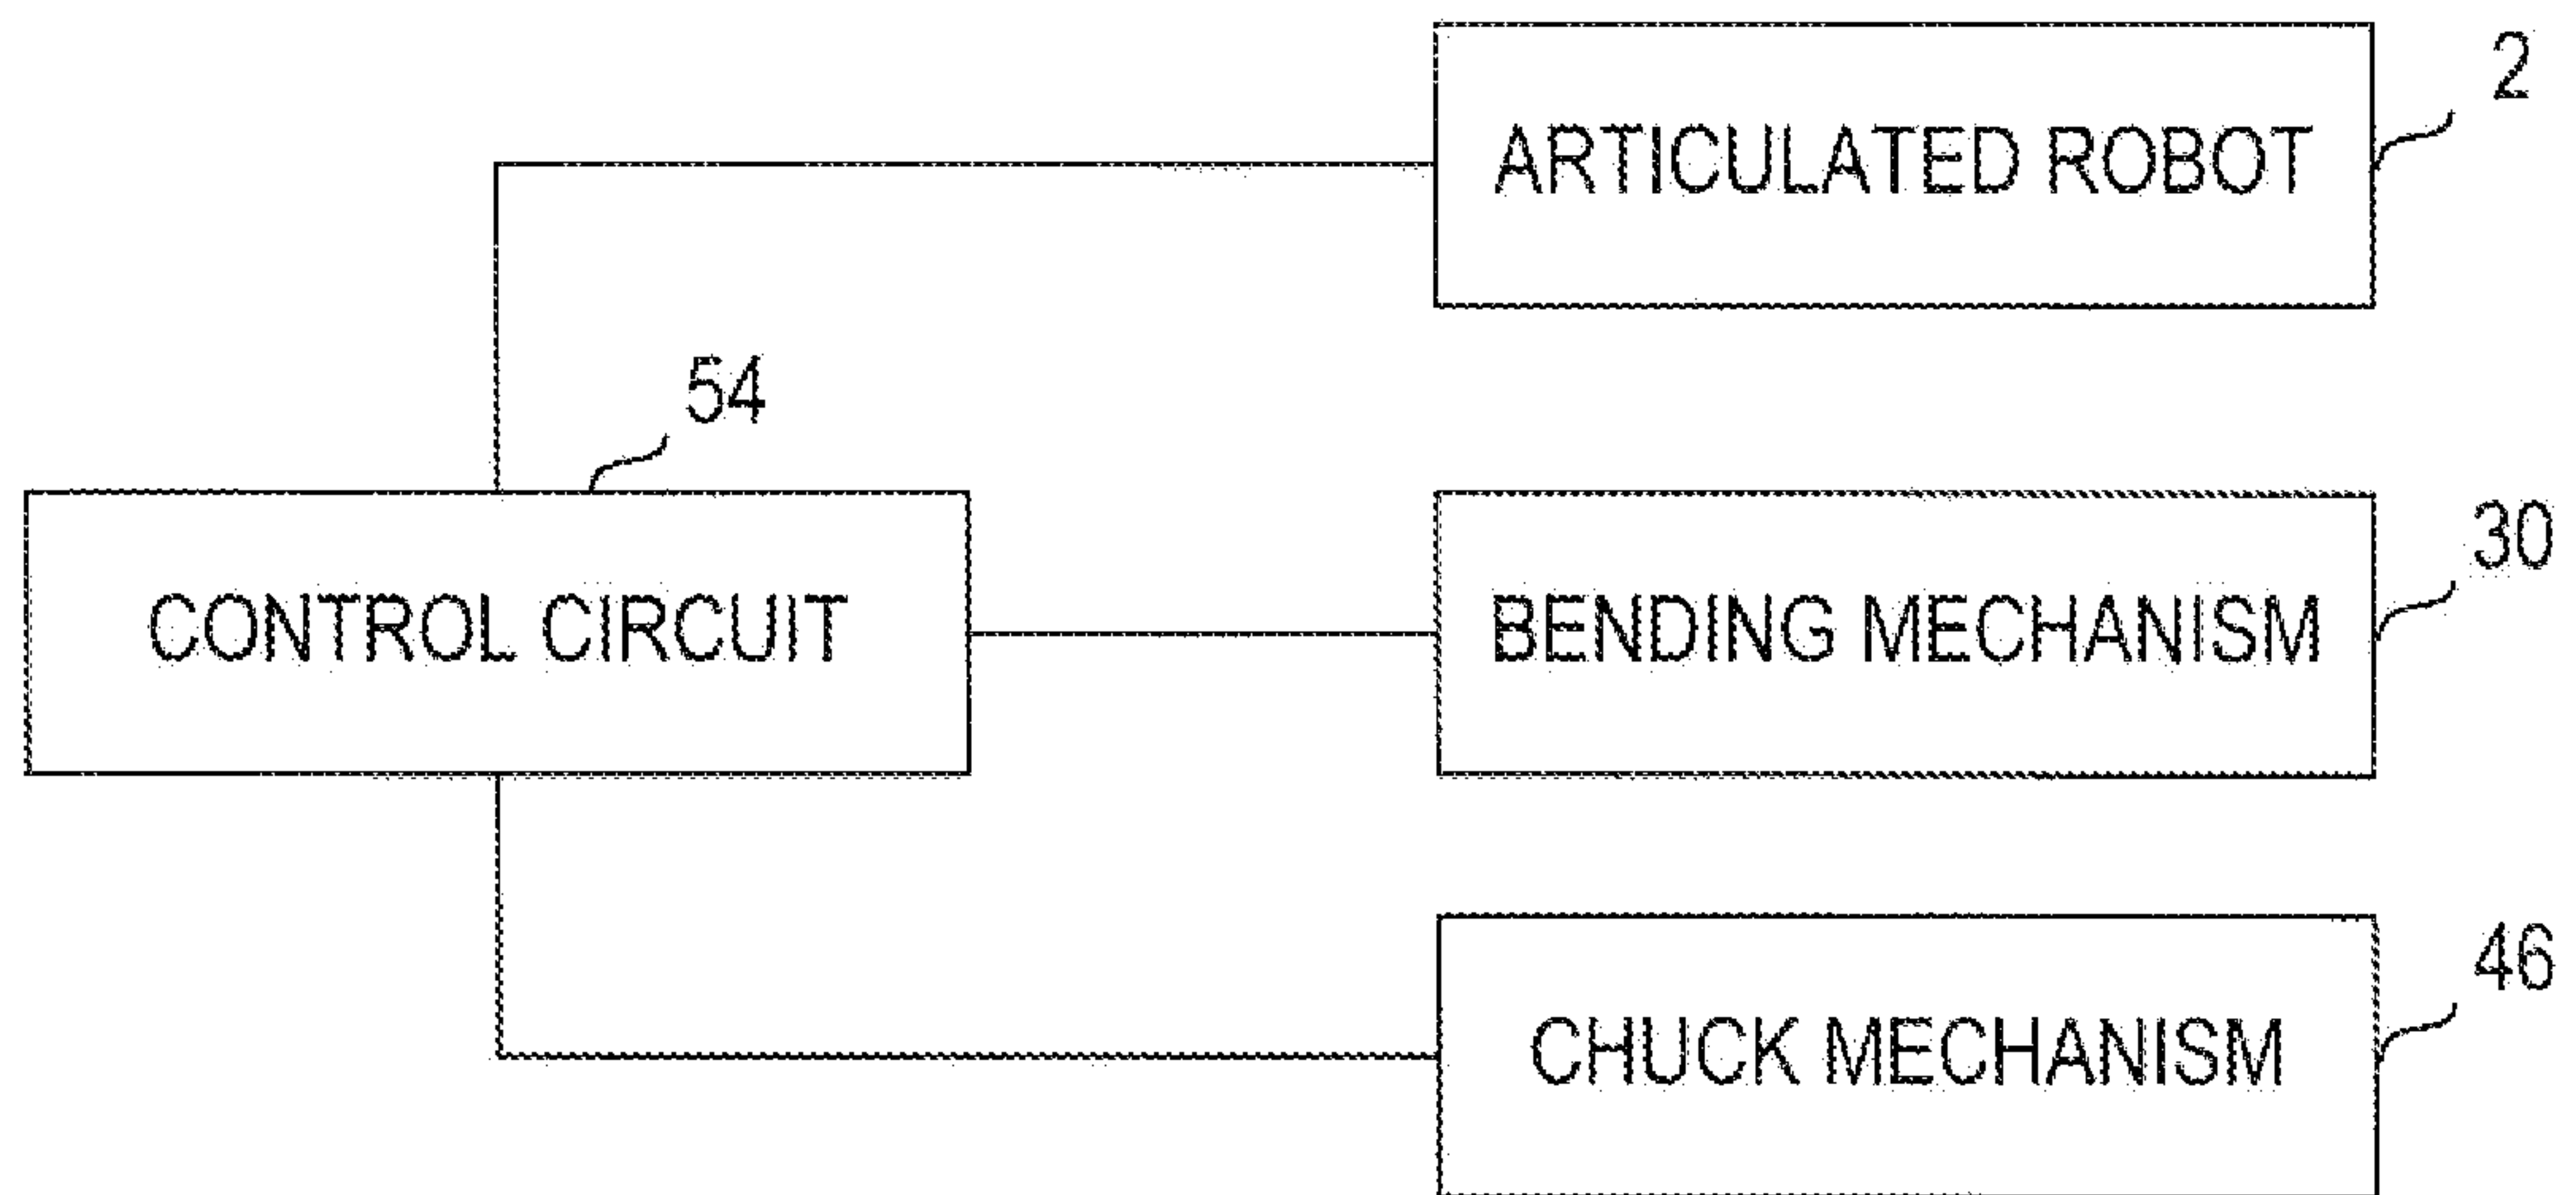 2
ARTICULATED ROBOT
54
CONTROL CIRCUIT
30
BENDING MECHANISM
46
CHUCK MECHANISM